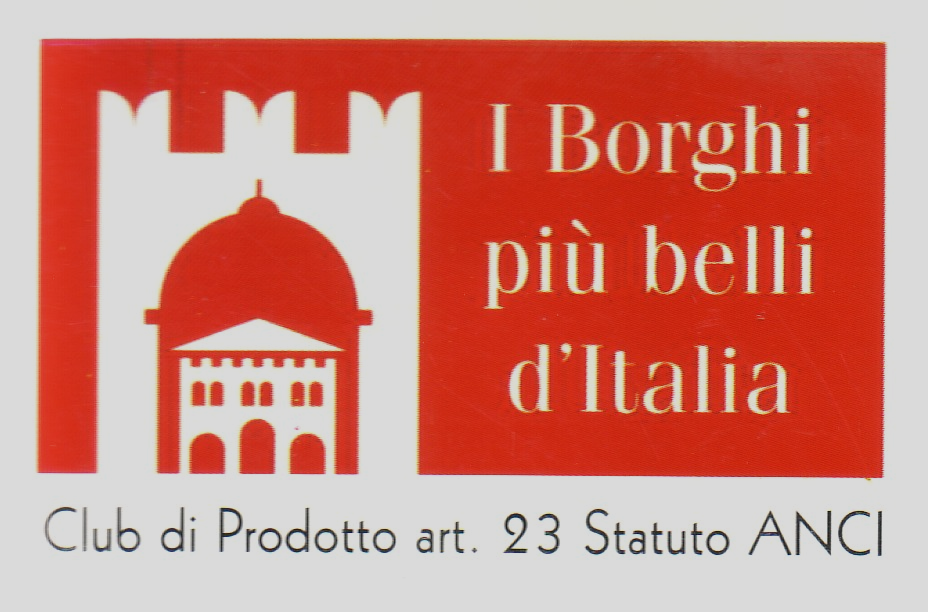 I Borghi
più belli
d'Italia
Club di Prodotto art. 23 Statuto ANCI